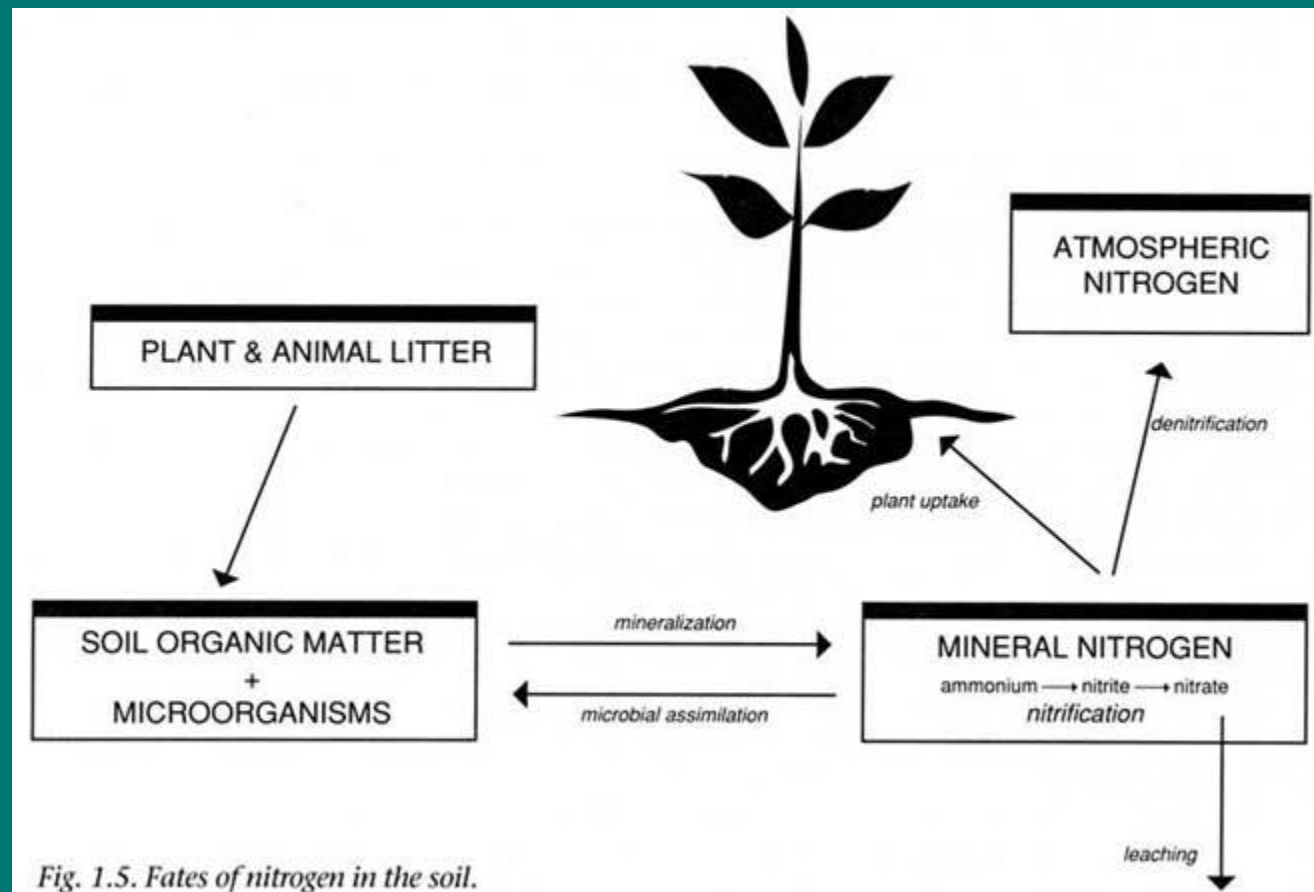 ATMOSPHERIC
NITROGEN
PLANT & ANIMAL LITTER
denitrification
plant uptake
SOIL ORGANIC MATTER
+
MICROORGANISMS
mineralization
microbial assimilation
MINERAL NITROGEN
ammonium → nitrite → nitrate
nitrification
leaching
Fig. 1.5. Fates of nitrogen in the soil.